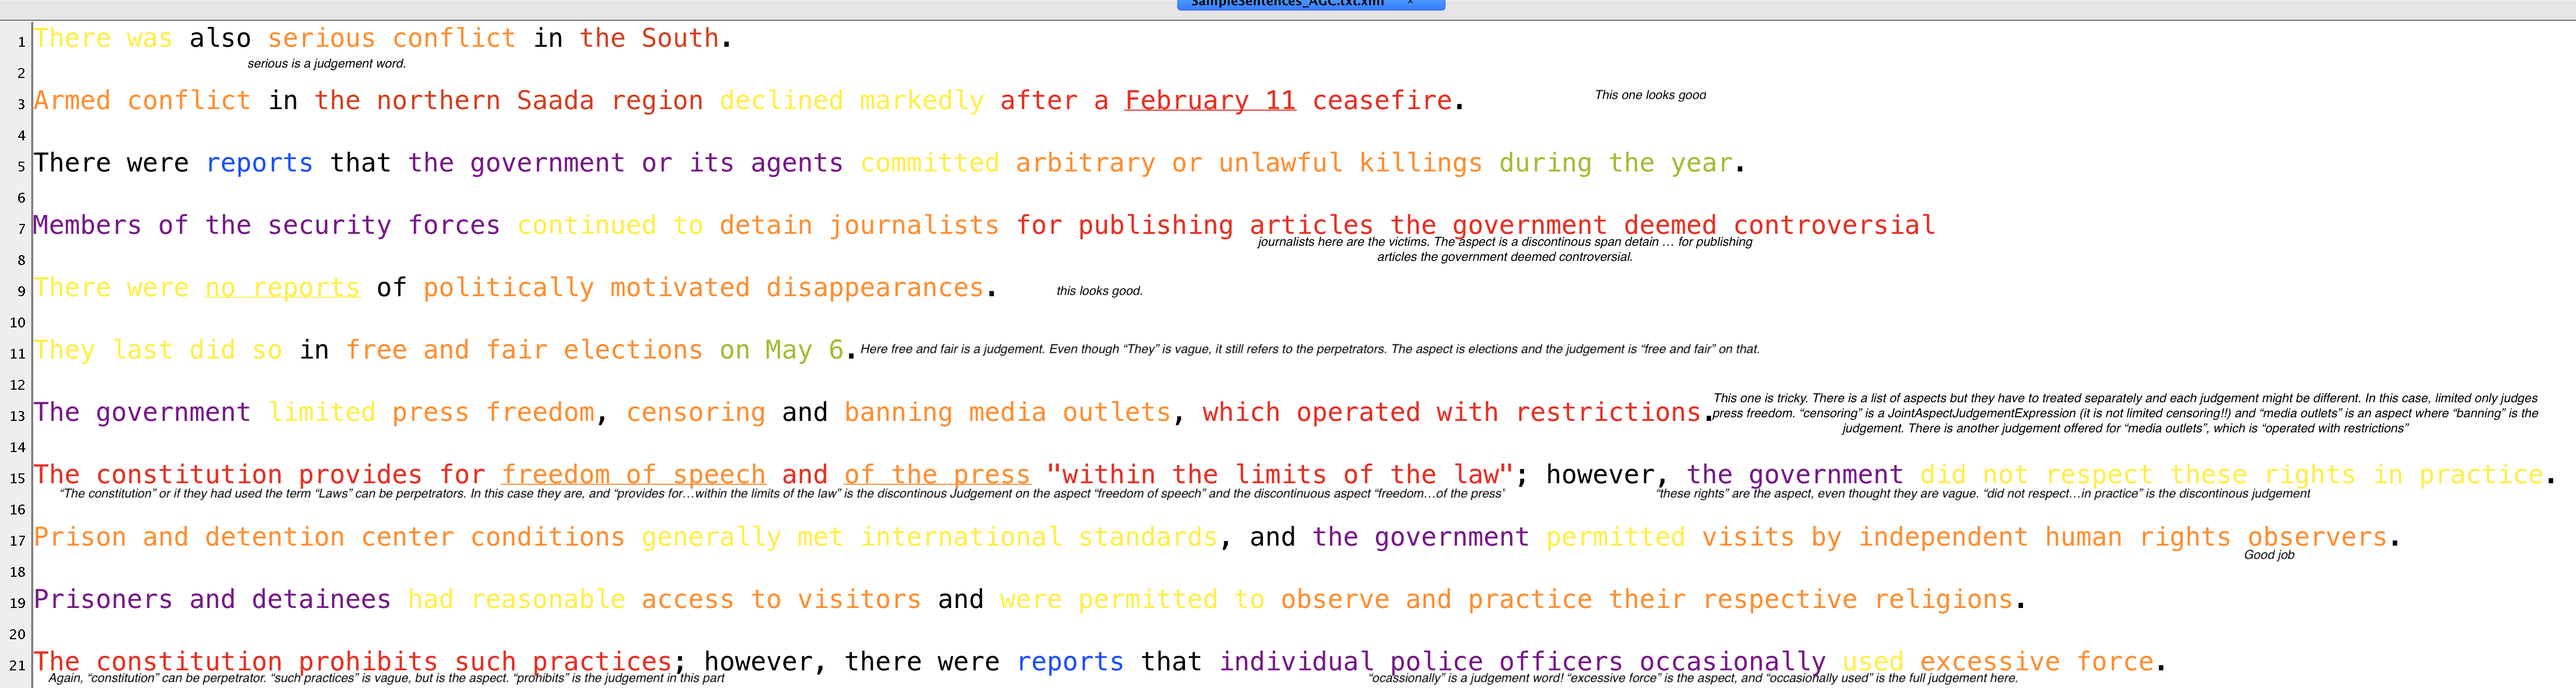 SampleSentences_AGC.txt.xml ×
1 There was also serious conflict in the South.
serious is a judgement word.
2
3 Armed conflict in the northern Saada region declined markedly after a February 11 ceasefire. This one looks good
4
5 There were reports that the government or its agents committed arbitrary or unlawful killings during the year.
6
7 Members of the security forces continued to detain journalists for publishing articles the government deemed controversial
journalists here are the victims. The aspect is a discontinous span detain … for publishing
articles the government deemed controversial.
8
9 There were no reports of politically motivated disappearances. this looks good.
10
11 They last did so in free and fair elections on May 6. Here free and fair is a judgement. Even though “They” is vague, it still refers to the perpetrators. The aspect is elections and the judgement is “free and fair” on that.
12
13 The government limited press freedom, censoring and banning media outlets, which operated with restrictions.
This one is tricky. There is a list of aspects but they have to treated separately and each judgement might be different. In this case, limited only judges
press freedom. “censoring” is a JointAspectJudgementExpression (it is not limited censoring!!) and “media outlets” is an aspect where “banning” is the
judgement. There is another judgement offered for “media outlets”, which is “operated with restrictions”
14
15 The constitution provides for freedom of speech and of the press "within the limits of the law"; however, the government did not respect these rights in practice.
“The constitution” or if they had used the term “Laws” can be perpetrators. In this case they are, and “provides for…within the limits of the law” is the discontinous Judgement on the aspect “freedom of speech” and the discontinuous aspect “freedom…of the press”
“these rights” are the aspect, even thought they are vague. “did not respect…in practice” is the discontinous judgement
16
17 Prison and detention center conditions generally met international standards, and the government permitted visits by independent human rights observers.
Good job
18
19 Prisoners and detainees had reasonable access to visitors and were permitted to observe and practice their respective religions.
20
21 The constitution prohibits such practices; however, there were reports that individual police officers occasionally used excessive force.
Again, “constitution” can be perpetrator. “such practices” is vague, but is the aspect. “prohibits” is the judgement in this part
“ocassionally” is a judgement word! “excessive force” is the aspect, and “occasionally used” is the full judgement here.